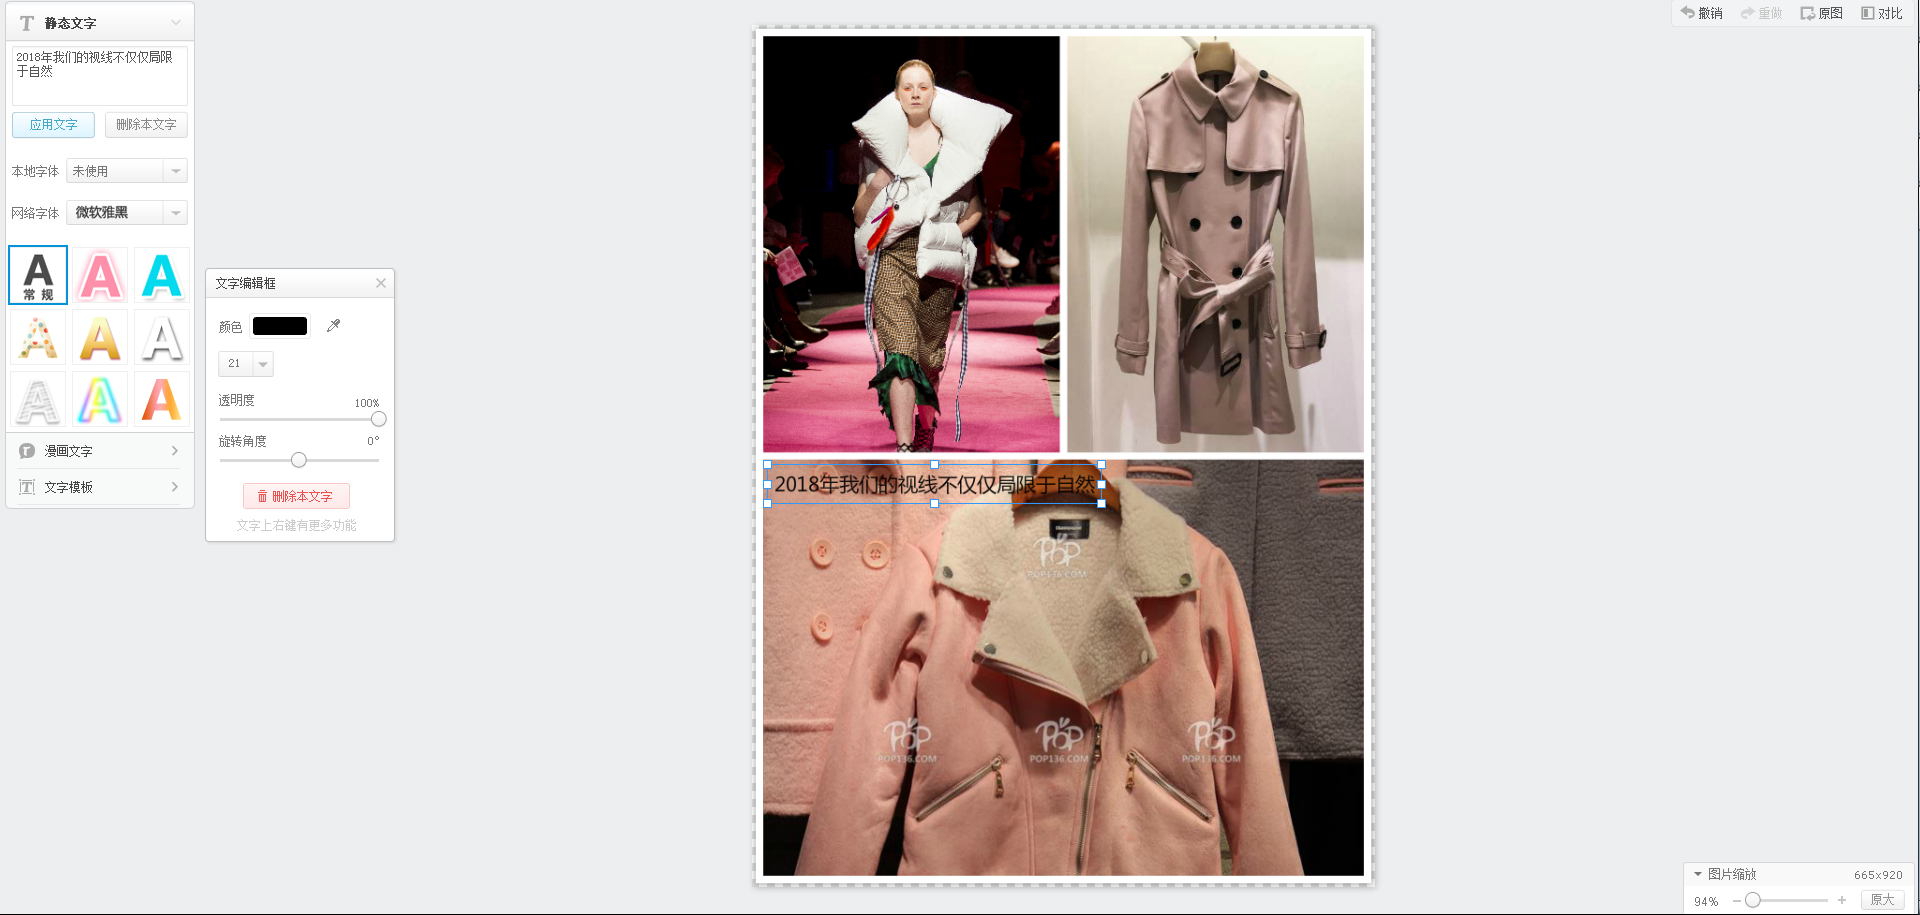 静态文字
2018年我们的视线不仅仅局限
于自然
应用文字
删除本文字
本地字体
未使用
网络字体
微软雅黑
A
常规
A
A
A
A
A
A
A
A
漫画文字
文字模板
文字编辑框
颜色
21
透明度
100%
旋转角度
0°
删除本文字
文字上右键有更多功能
撤销
重做
原图
对比
2018年我们的视线不仅仅局限于自然
POP
POP136.COM
POP
POP136.COM
POP
POP136.COM
POP
POP136.COM
图片缩放
665x920
94%
原大